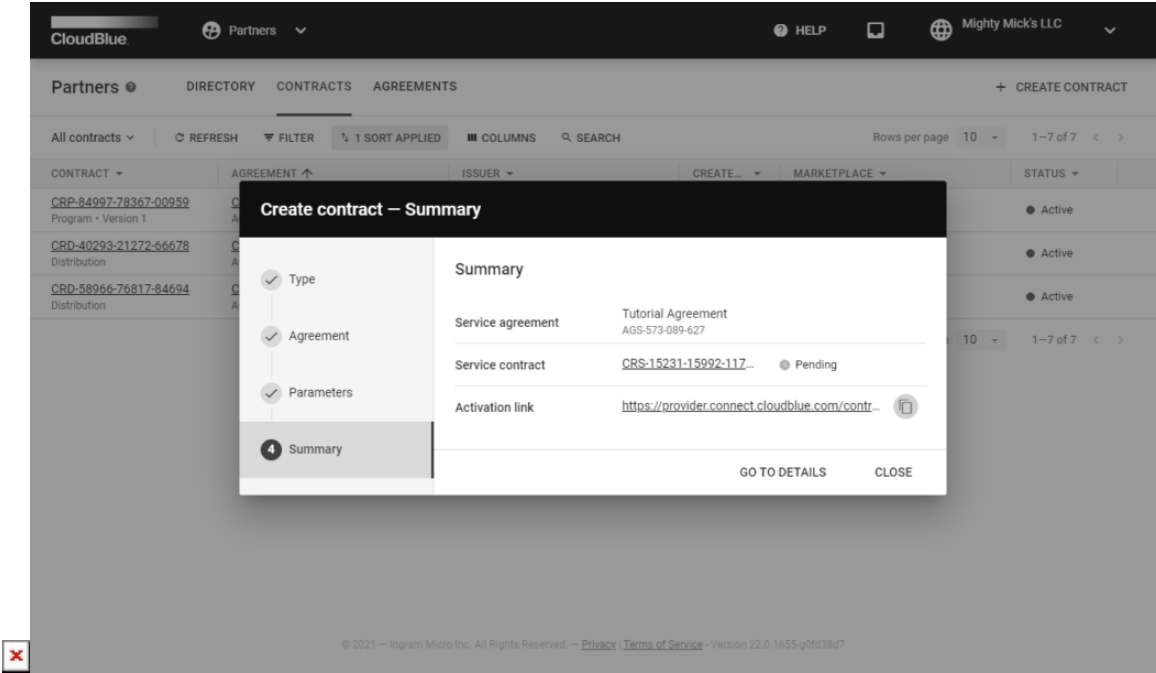 CloudBlue.
Partners
HELP
Mighty Mick's LLC
Partners
DIRECTORY CONTRACTS AGREEMENTS
+ CREATE CONTRACT
All contracts
REFRESH
FILTER
1 SORT APPLIED
COLUMNS
SEARCH
Rows per page 10
1–7 of 7
CONTRACT AGREEMENT ISSUER CREATE... MARKETPLACE STATUS
CRP-84997-78367-00959
Program • Version 1
Active
CRD-40293-21272-66678
Distribution
Active
CRD-58966-76817-84694
Distribution
Active
10
1–7 of 7
Create contract — Summary
Type
Agreement
Parameters
4 Summary
Summary
Service agreement
Tutorial Agreement
AGS-573-089-627
Service contract
CRS-15231-15992-117... Pending
Activation link
https://provider.connect.cloudblue.com/contr...
GO TO DETAILS CLOSE
© 2021 — Ingram Micro Inc. All Rights Reserved. — Privacy | Terms of Service - Version 22.0.1655-g0fd38d7